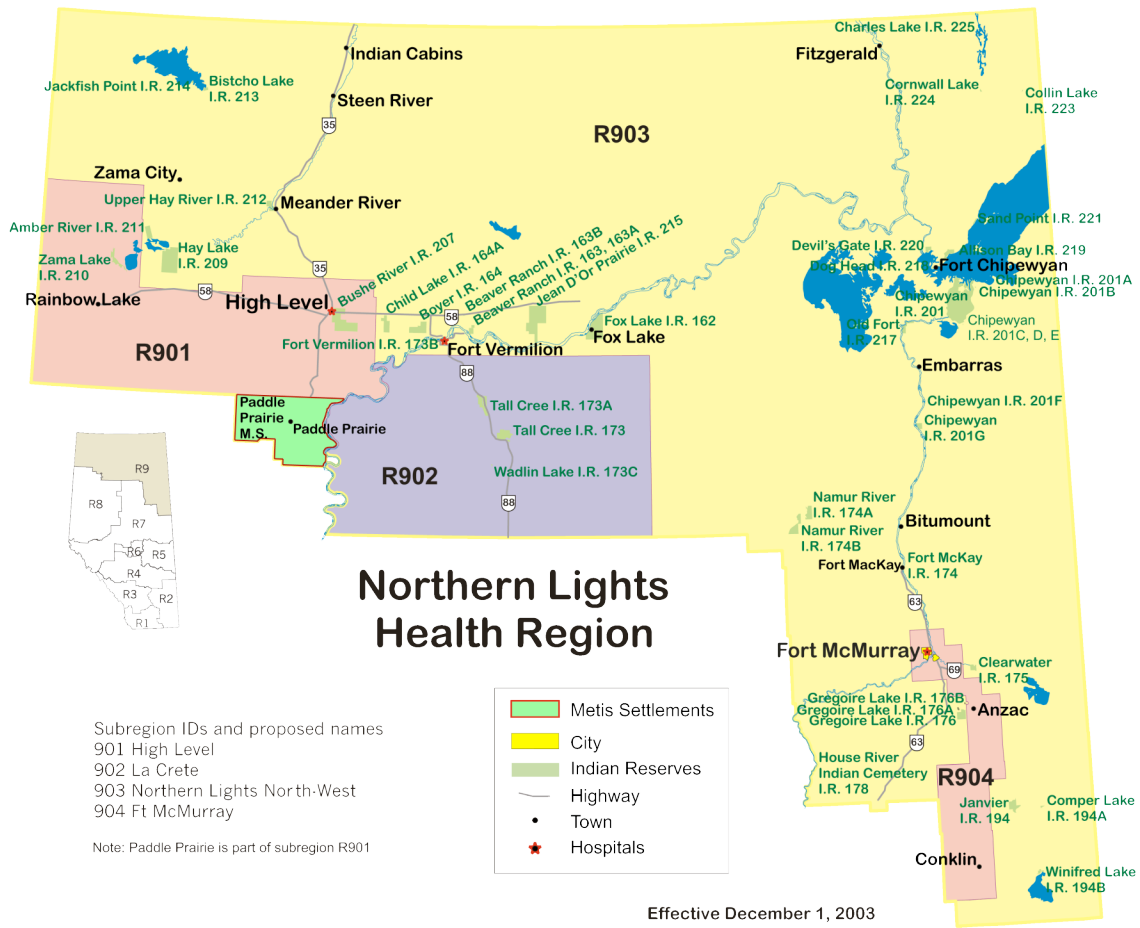 Charles Lake I.R. 225
Indian Cabins
Fitzgerald
Jackfish Point I.R. 214
Bistcho Lake
I.R. 213
Cornwall Lake
I.R. 224
Collin Lake
I.R. 223
Steen River
35
R903
Zama City
Upper Hay River I.R. 212
Meander River
Amber River I.R. 211
Sand Point I.R. 221
Hay Lake
I.R. 209
Zama Lake
I.R. 210
Devil's Gate I.R. 220
Allison Bay I.R. 219
Dog Head I.R. 218
Fort Chipewyan
35
Bushe River I.R. 207
Child Lake I.R. 164A
Boyer I.R. 164
Beaver Ranch I.R. 163B
Beaver Ranch I.R. 163, 163A
Jean D'Or Prairie I.R. 215
Chipewyan I.R. 201A
Chipewyan I.R. 201B
Chipewyan
I.R. 201
Rainbow Lake
58
High Level
58
Fox Lake I.R. 162
Fox Lake
Old Fort
I.R. 217
Chipewyan
I.R. 201C, D, E
R901
Fort Vermilion I.R. 173B
Fort Vermilion
Embarras
88
Paddle
Prairie
M.S.
Paddle Prairie
Tall Cree I.R. 173A
Tall Cree I.R. 173
Chipewyan I.R. 201F
Chipewyan
I.R. 201G
R902
Wadlin Lake I.R. 173C
88
R9
R8
R7
R6
R5
R4
R3
R2
R1
Namur River
I.R. 174A
Namur River
I.R. 174B
Bitumount
Fort MacKay
Fort McKay
I.R. 174
63
Northern Lights
Health Region
Fort McMurray
69
Clearwater
I.R. 175
Gregoire Lake I.R. 176B
Gregoire Lake I.R. 176A
Gregoire Lake I.R. 176
Anzac
63
House River
Indian Cemetery
I.R. 178
R904
Janvier
I.R. 194
Comper Lake
I.R. 194A
Conklin
Winifred Lake
I.R. 194B
Subregion IDs and proposed names
901 High Level
902 La Crete
903 Northern Lights North-West
904 Ft McMurray
Note: Paddle Prairie is part of subregion R901
Metis Settlements
City
Indian Reserves
Highway
Town
Hospitals
Effective December 1, 2003